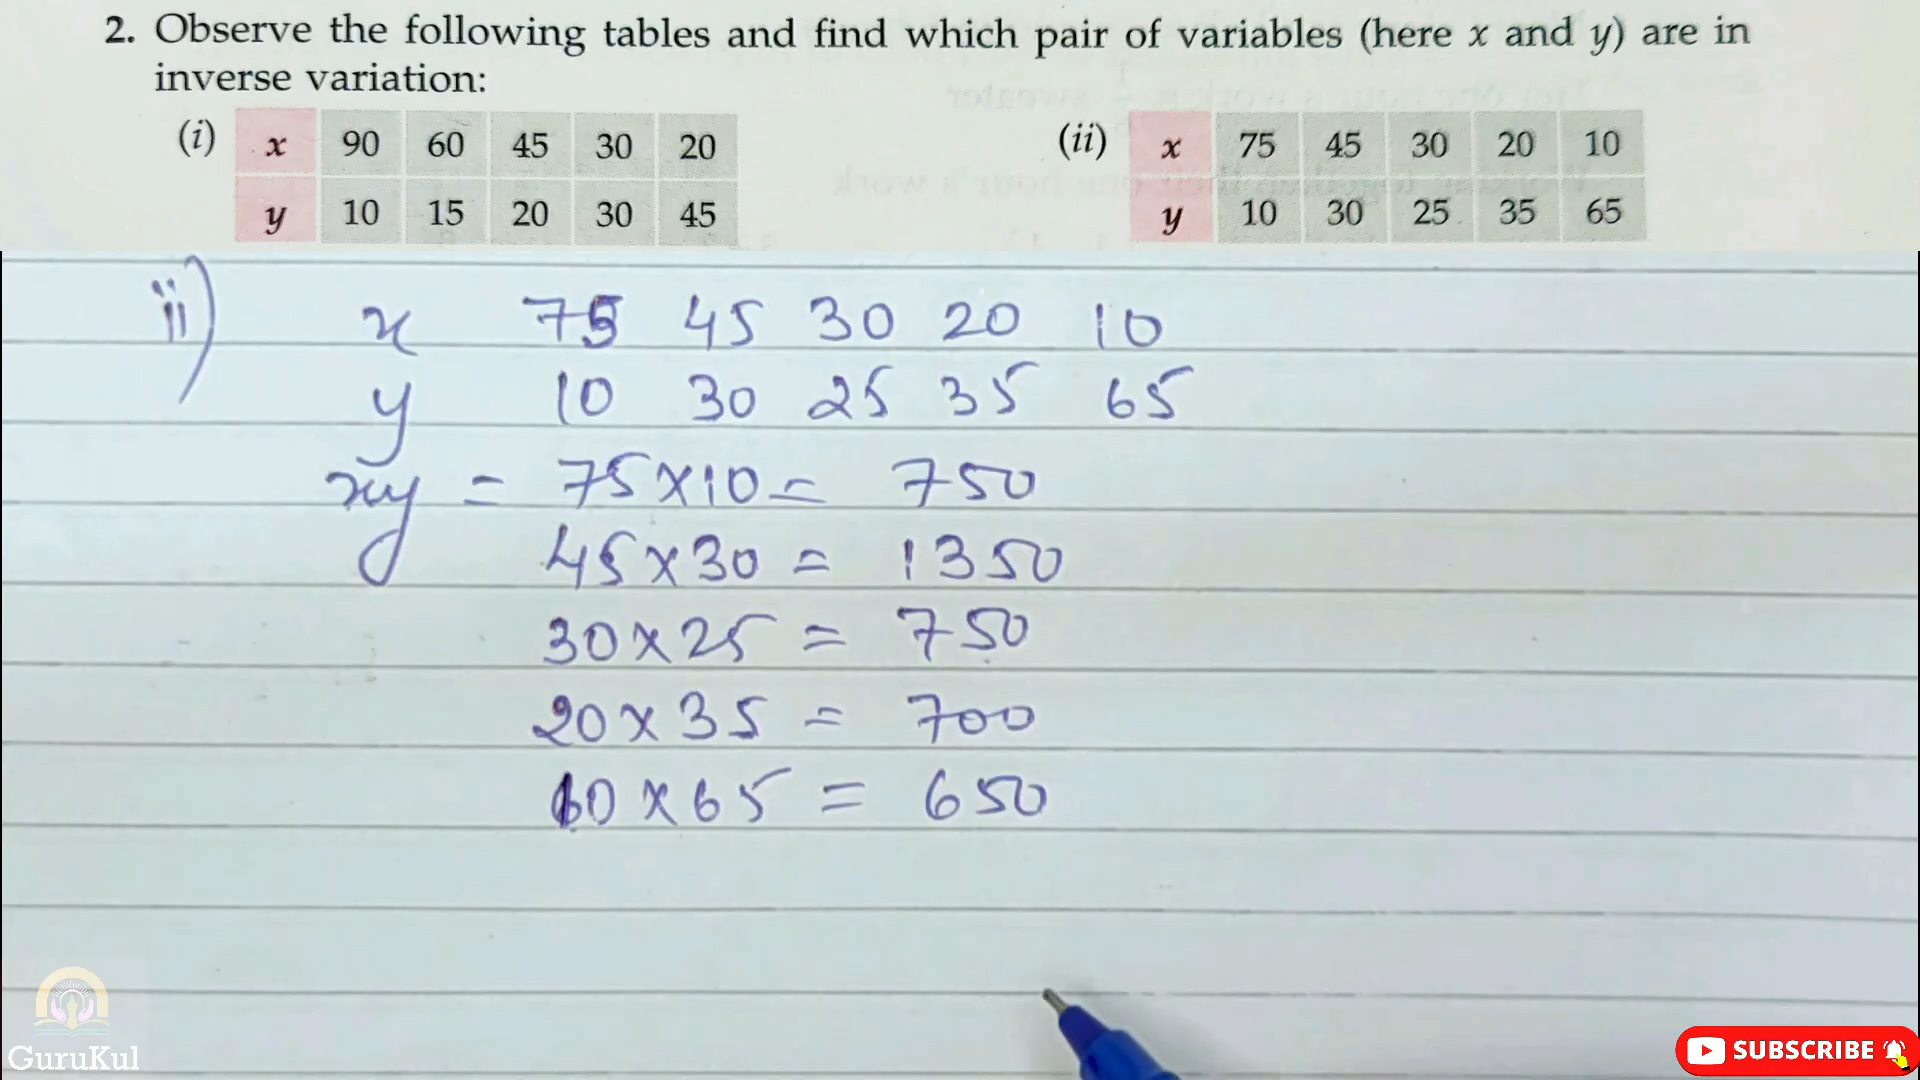 2. Observe the following tables and find which pair of variables (here x and y) are in
inverse variation:
(i) x 90 60 45 30 20
y 10 15 20 30 45
(ii) x 75 45 30 20 10
y 10 30 25 35 65
ii) x 75 45 30 20 10
y 10 30 25 35 65
xy = 75×10 = 750
45×30 = 1350
30×25 = 750
20×35 = 700
10×65 = 650
GuruKul
SUBSCRIBE